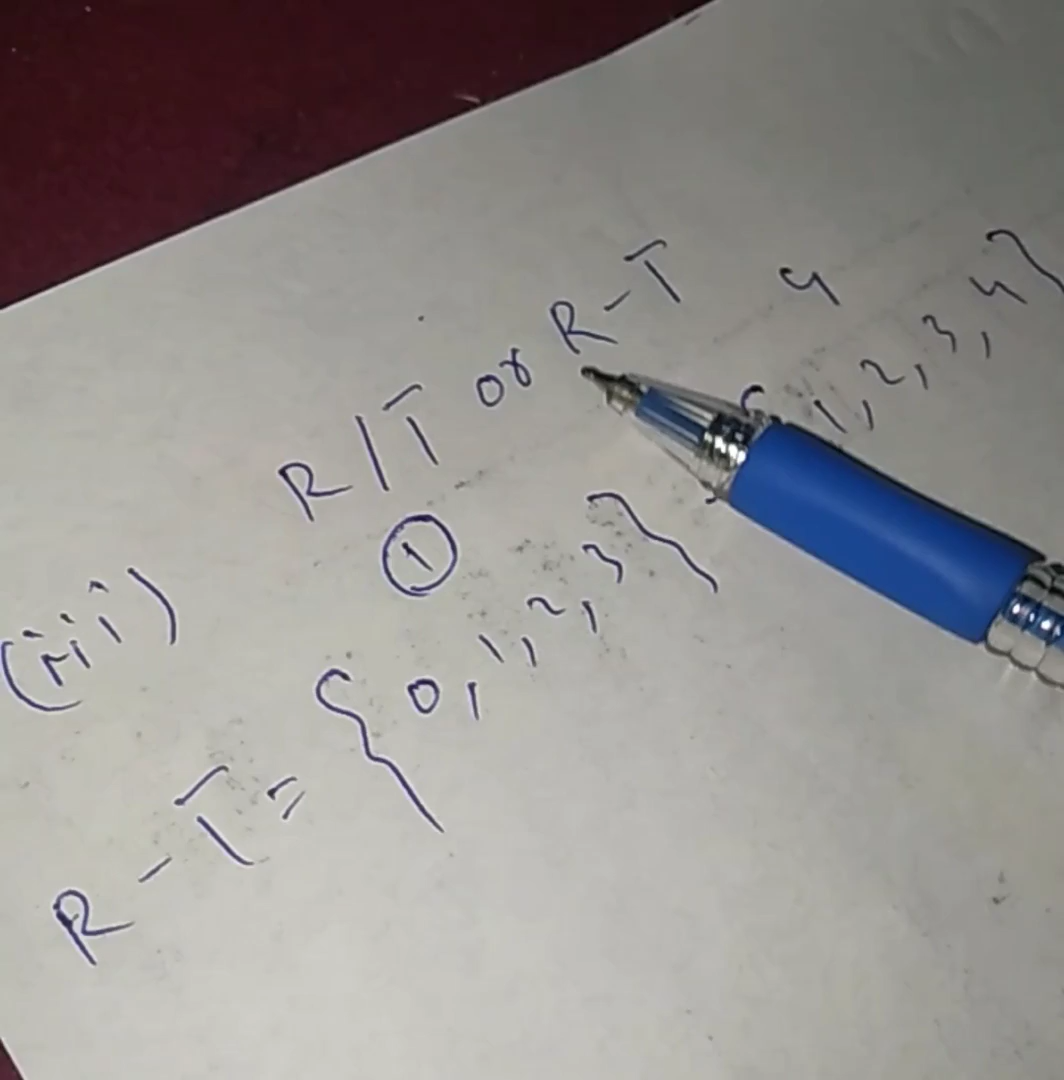 (iii) R/T or R-T 4
① 1,2,3,4}
R-T = {0,1,2,3}